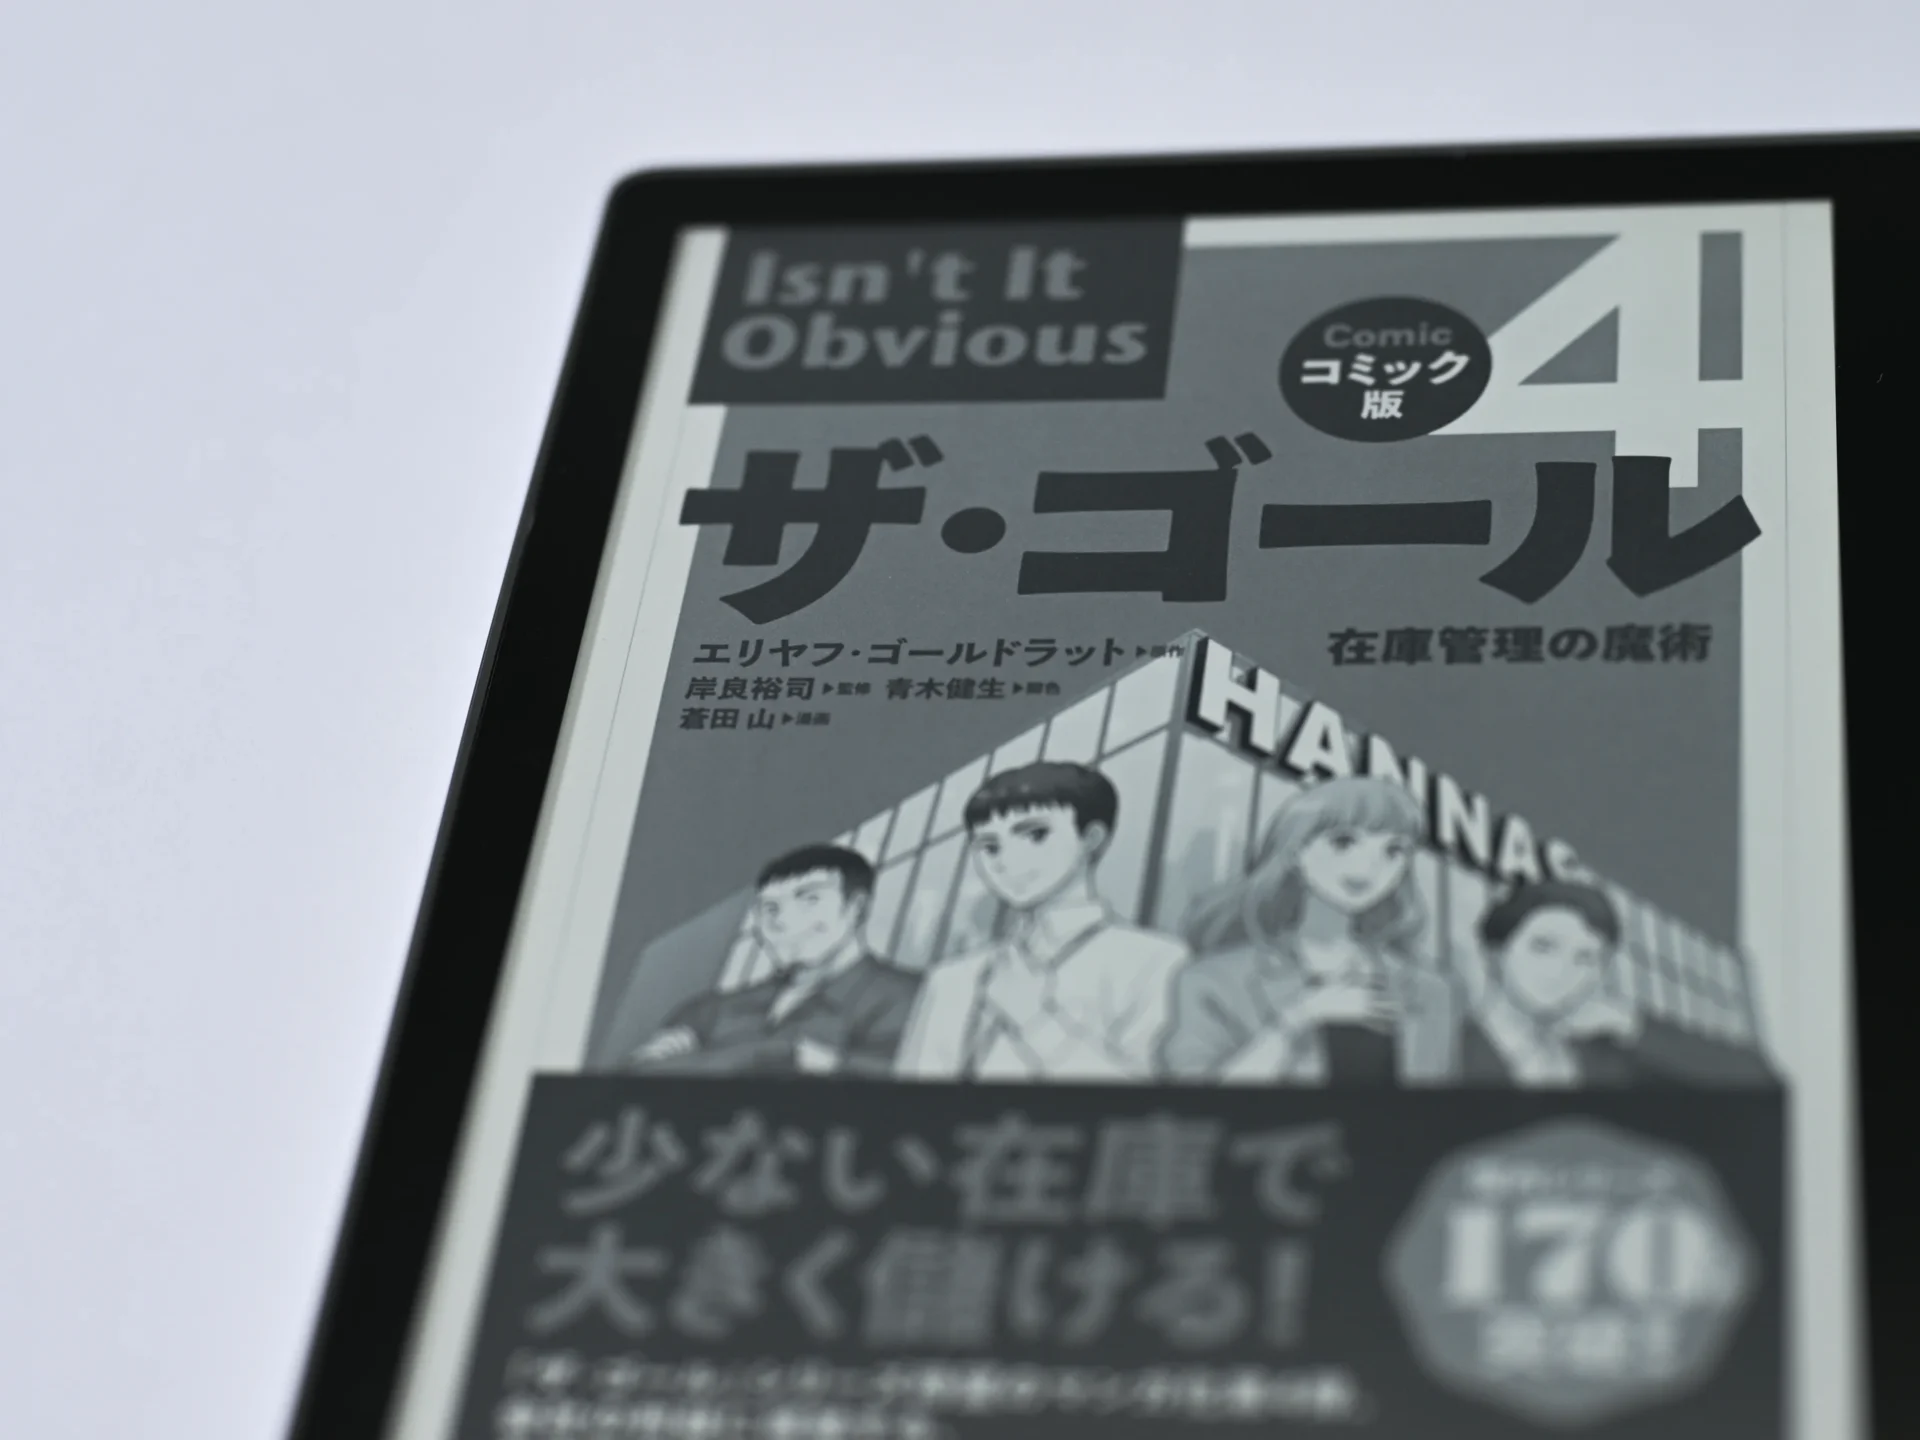 Isn't It
Obvious
Comic
コミック
版
4
ザ・ゴール
在庫管理の魔術
エリヤフ・ゴールドラット▶原作
岸良裕司▶監修 青木健生▶脚色
蒼田 山▶漫画
HANNA
少ない在庫で
大きく儲ける!
170